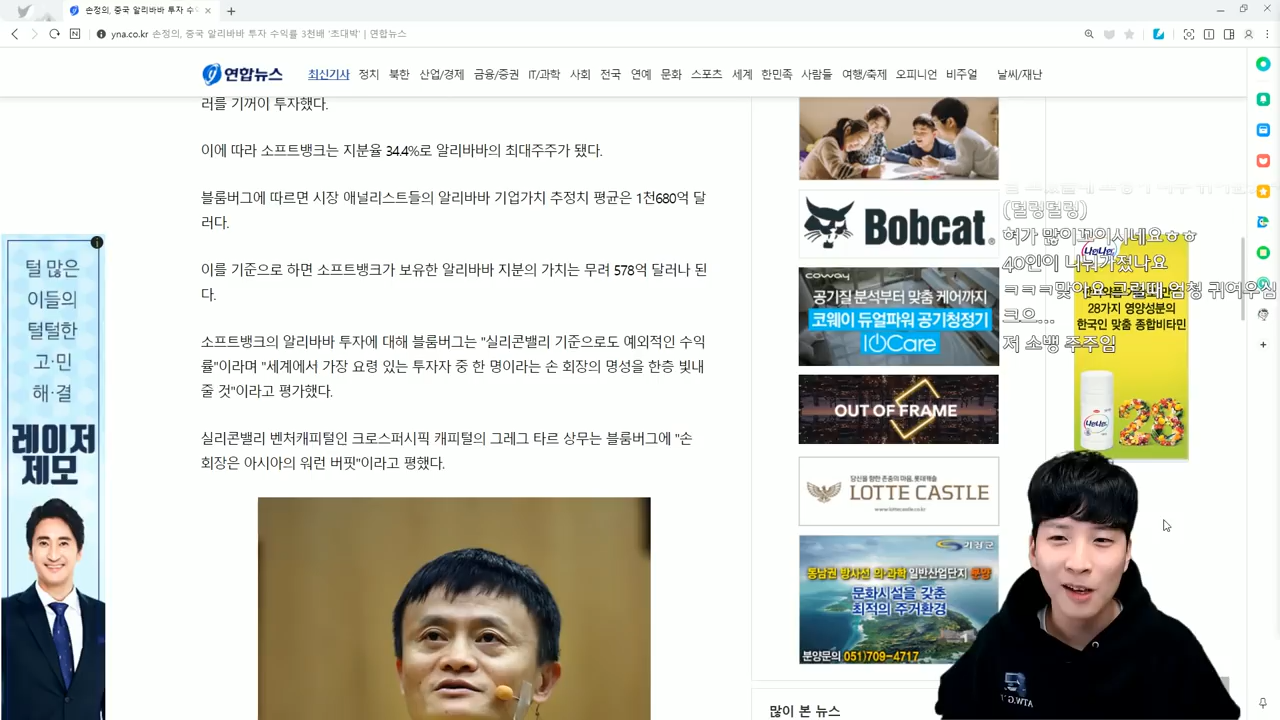 손정의, 중국 알리바바 투자 수익
yna.co.kr 손정의, 중국 알리바바 투자 수익률 3천배 '초대박' | 연합뉴스
연합뉴스
최신기사 정치 북한 산업/경제 금융/증권 IT/과학 사회 전국 연예 문화 스포츠 세계 한민족 사람들 여행/축제 오피니언 비주얼 날씨/재난
러를 기꺼이 투자했다.
이에 따라 소프트뱅크는 지분율 34.4%로 알리바바의 최대주주가 됐다.
블룸버그에 따르면 시장 애널리스트들의 알리바바 기업가치 추정치 평균은 1천680억 달
러다.
이를 기준으로 하면 소프트뱅크가 보유한 알리바바 지분의 가치는 무려 578억 달러나 된
다.
소프트뱅크의 알리바바 투자에 대해 블룸버그는 "실리콘밸리 기준으로도 예외적인 수익
률"이라며 "세계에서 가장 요령 있는 투자자 중 한 명이라는 손 회장의 명성을 한층 빛내
줄 것"이라고 평가했다.
실리콘밸리 벤처캐피털인 크로스퍼시픽 캐피털의 그레그 타르 상무는 블룸버그에 "손
회장은 아시아의 워런 버핏"이라고 평했다.
털 많은
이들의
털털한
고·민
해·결
레이저
제모
Bobcat
coway
공기질 분석부터 맞춤 케어까지
코웨이 듀얼파워 공기청정기
IOCare
OUT OF FRAME
당신을 향한 존중의 마음, 롯데캐슬
LOTTE CASTLE
www.lottecastle.co.kr
기장군
동남권 방사선 의·과학 일반산업단지 분양
문화시설을 갖춘
최적의 주거환경
분양문의 051)709-4717
많이 본 뉴스
(덜렁덜렁)
혀가 많이꼬이시네요ㅎㅎ
40인이 나눠가졌나요
ㅋㅋㅋ맞아요 그럴때 엄청 귀여우심
크으...
저 소뱅 주주임
나인나인
28가지 영양성분의
한국인 맞춤 종합비타민
28